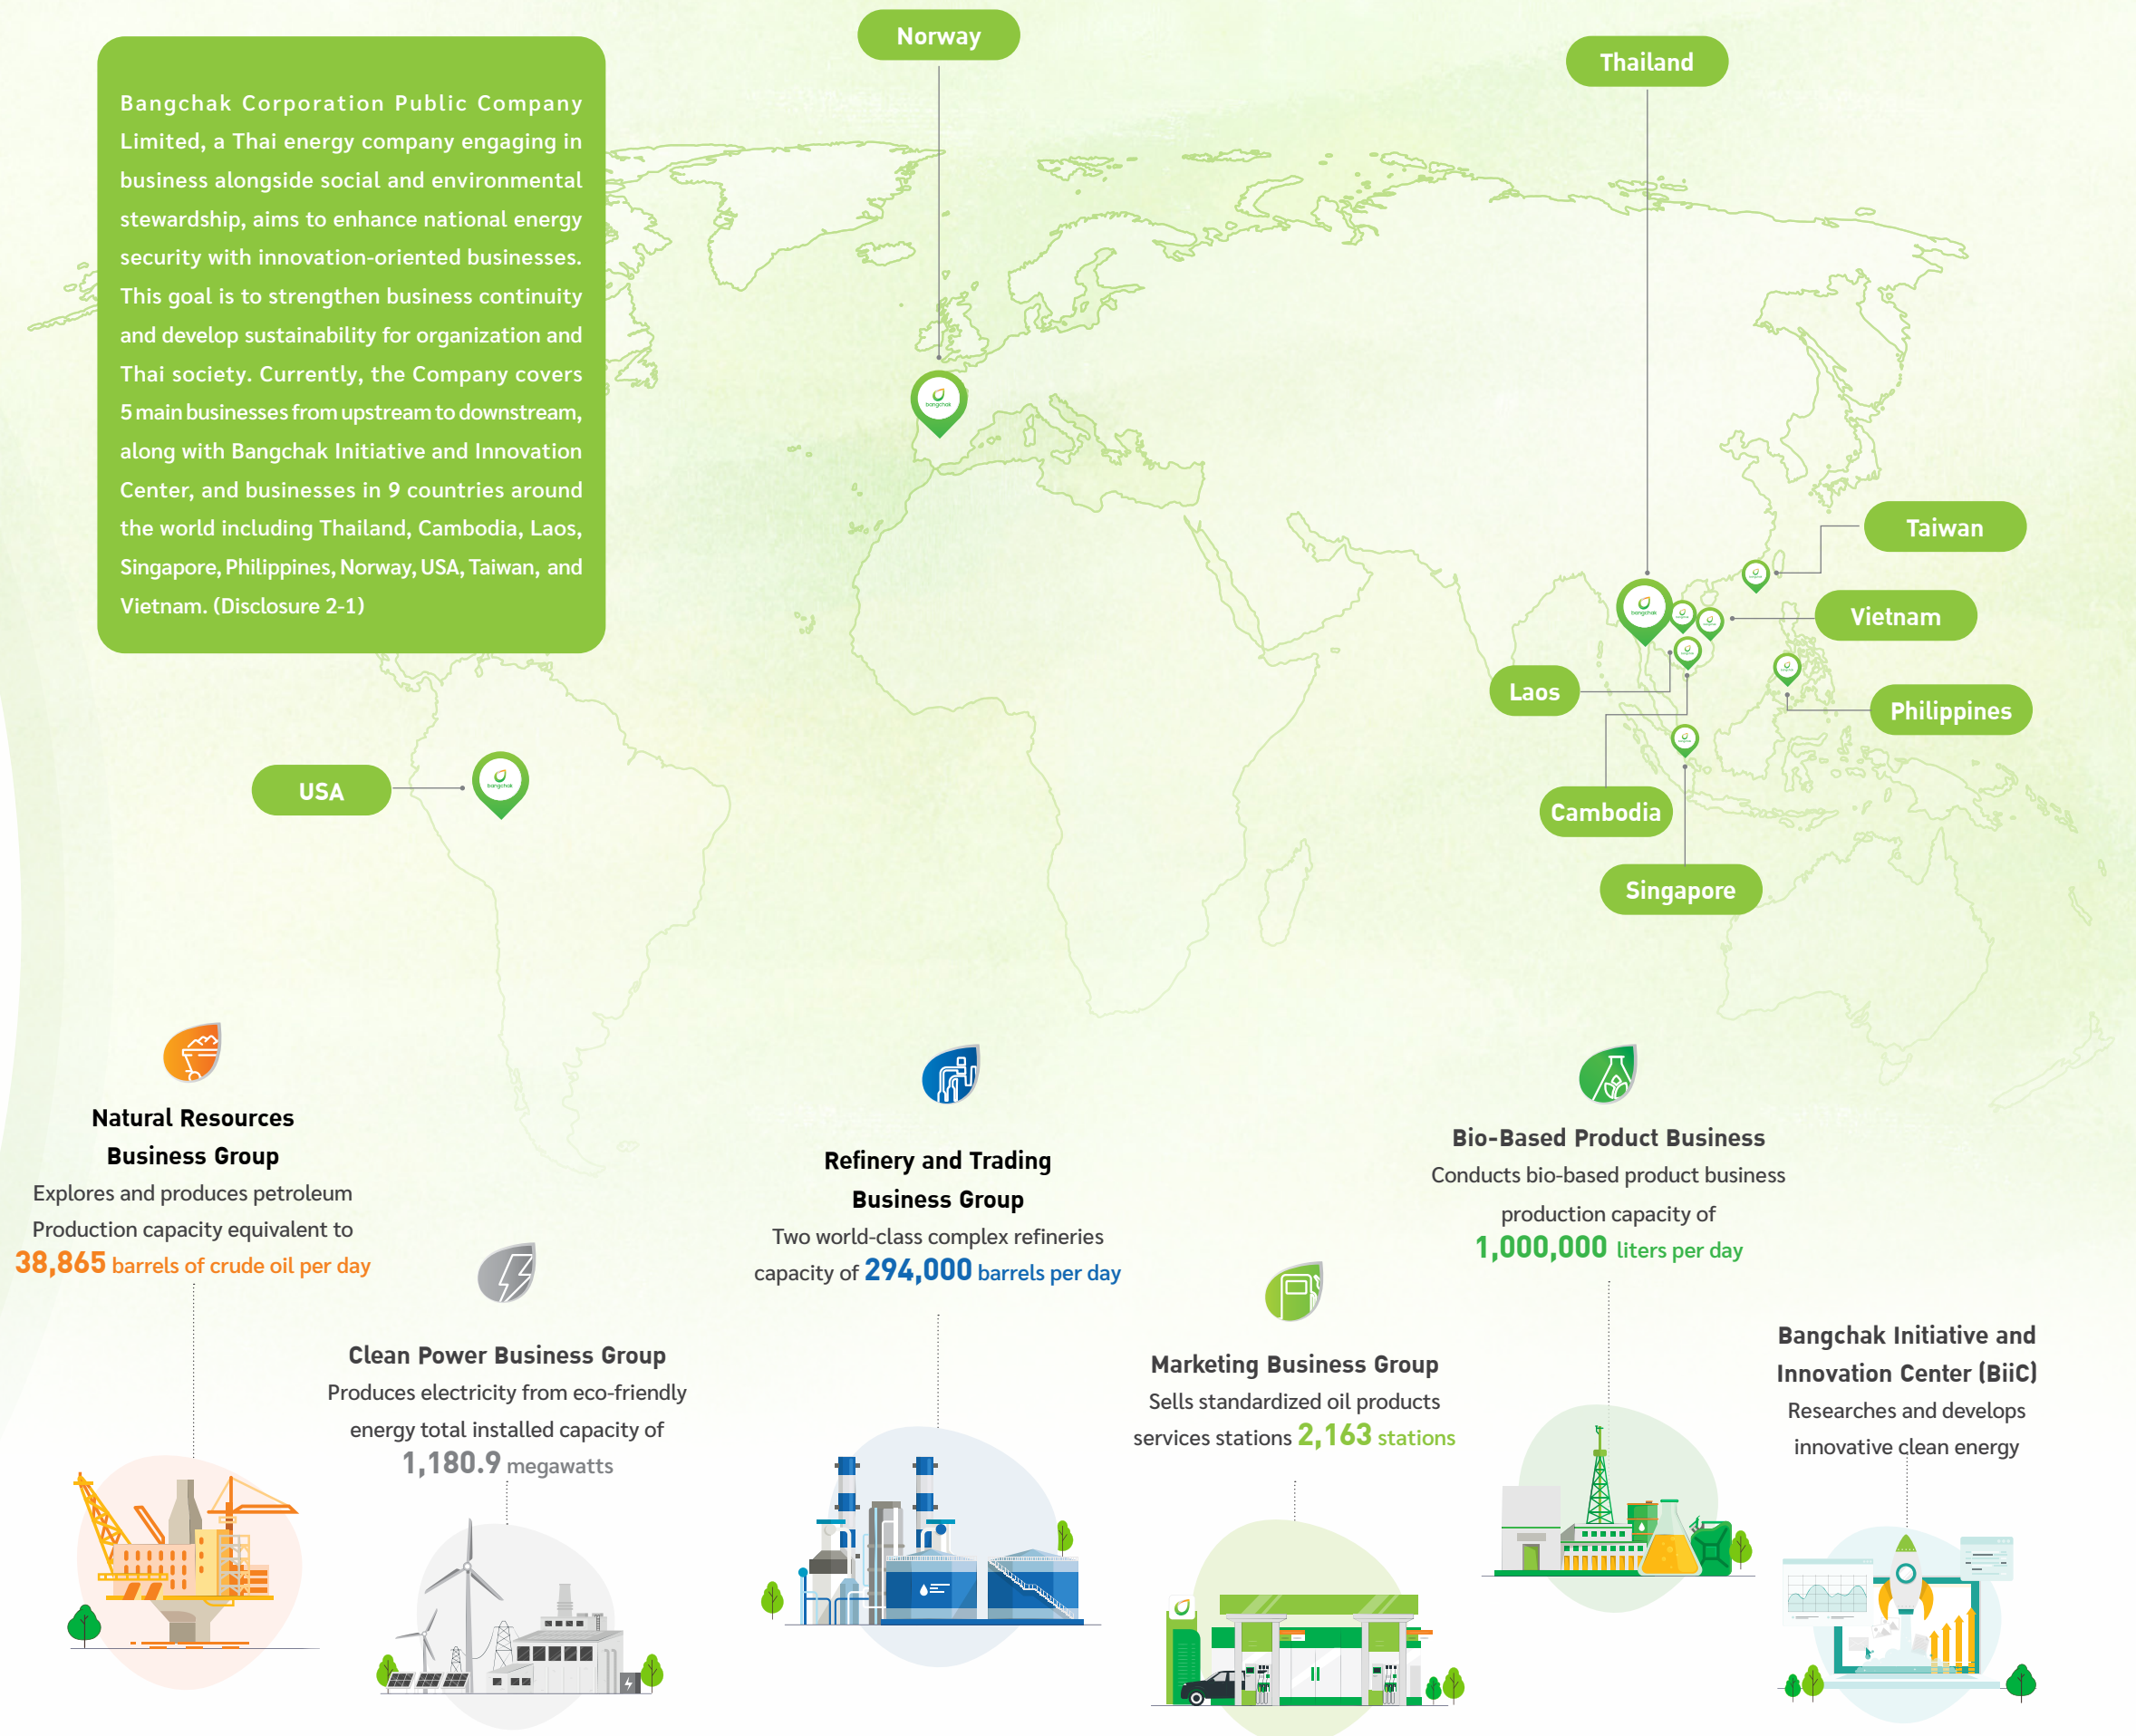 Norway
Thailand
Bangchak Corporation Public Company
Limited, a Thai energy company engaging in
business alongside social and environmental
stewardship, aims to enhance national energy
security with innovation-oriented businesses.
This goal is to strengthen business continuity
and develop sustainability for organization and
Thai society. Currently, the Company covers
5 main businesses from upstream to downstream,
along with Bangchak Initiative and Innovation
Center, and businesses in 9 countries around
the world including Thailand, Cambodia, Laos,
Singapore, Philippines, Norway, USA, Taiwan, and
Vietnam. (Disclosure 2-1)
bangchak
Taiwan
bangchak
Vietnam
Laos
Philippines
USA
bangchak
Cambodia
Singapore
Natural Resources
Business Group
Explores and produces petroleum
Production capacity equivalent to
38,865 barrels of crude oil per day
Clean Power Business Group
Produces electricity from eco-friendly
energy total installed capacity of
1,180.9 megawatts
Refinery and Trading
Business Group
Two world-class complex refineries
capacity of 294,000 barrels per day
Marketing Business Group
Sells standardized oil products
services stations 2,163 stations
Bio-Based Product Business
Conducts bio-based product business
production capacity of
1,000,000 liters per day
Bangchak Initiative and
Innovation Center (BiiC)
Researches and develops
innovative clean energy